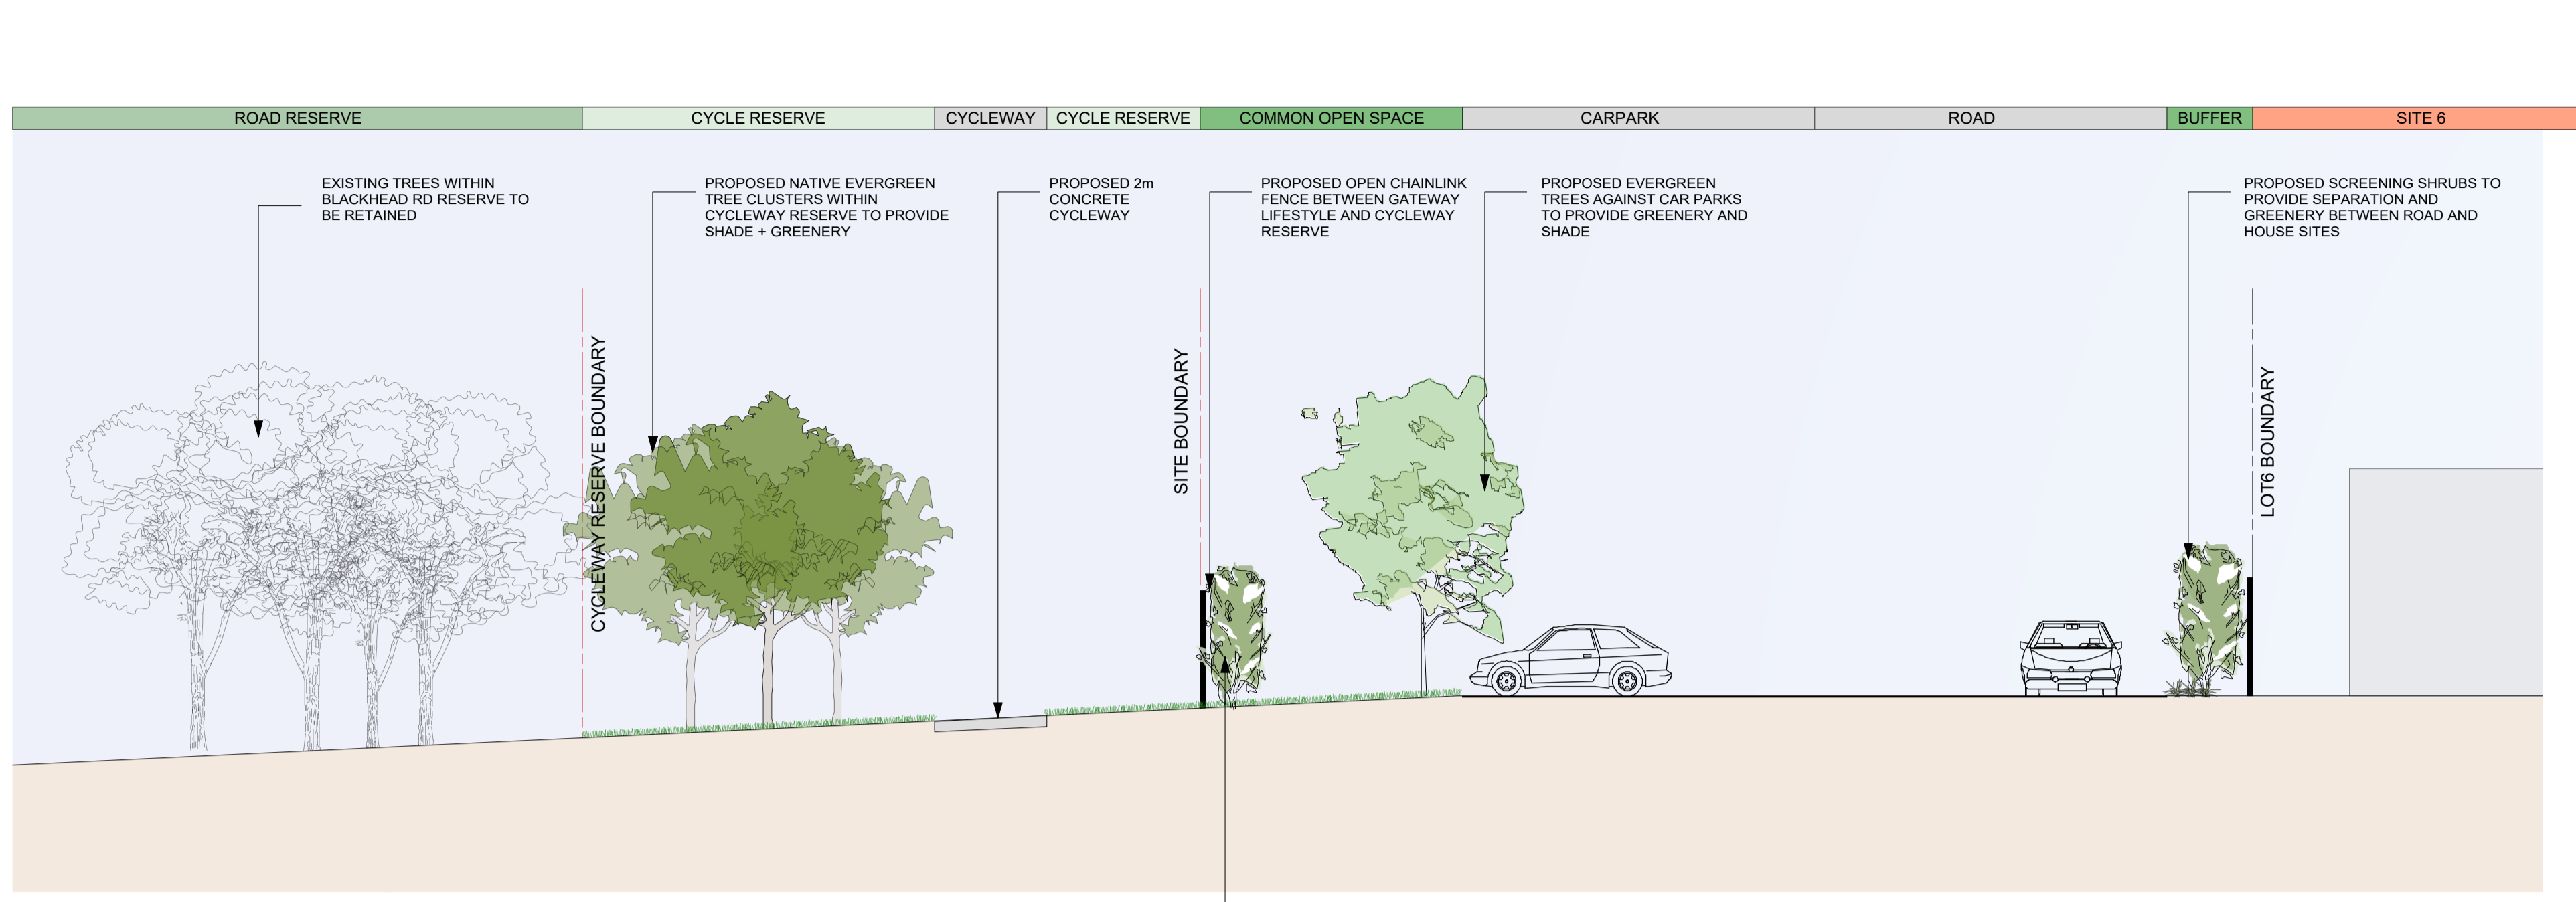 ROAD RESERVE
CYCLE RESERVE
CYCLEWAY
CYCLE RESERVE
COMMON OPEN SPACE
CARPARK
ROAD
BUFFER
SITE 6
EXISTING TREES WITHIN
BLACKHEAD RD RESERVE TO
BE RETAINED
PROPOSED NATIVE EVERGREEN
TREE CLUSTERS WITHIN
CYCLEWAY RESERVE TO PROVIDE
SHADE + GREENERY
PROPOSED 2m
CONCRETE
CYCLEWAY
PROPOSED OPEN CHAINLINK
FENCE BETWEEN GATEWAY
LIFESTYLE AND CYCLEWAY
RESERVE
PROPOSED EVERGREEN
TREES AGAINST CAR PARKS
TO PROVIDE GREENERY AND
SHADE
PROPOSED SCREENING SHRUBS TO
PROVIDE SEPARATION AND
GREENERY BETWEEN ROAD AND
HOUSE SITES
CYCLEWAY RESERVE BOUNDARY
SITE BOUNDARY
LOT6 BOUNDARY